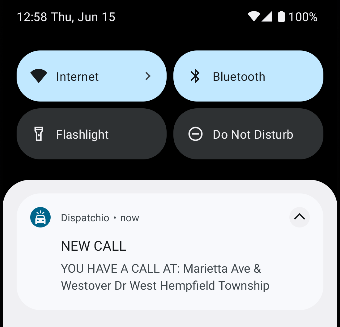 12:58 Thu, Jun 15 100%
Internet Bluetooth
Flashlight Do Not Disturb
Dispatchio • now
NEW CALL
YOU HAVE A CALL AT: Marietta Ave &
Westover Dr West Hempfield Township